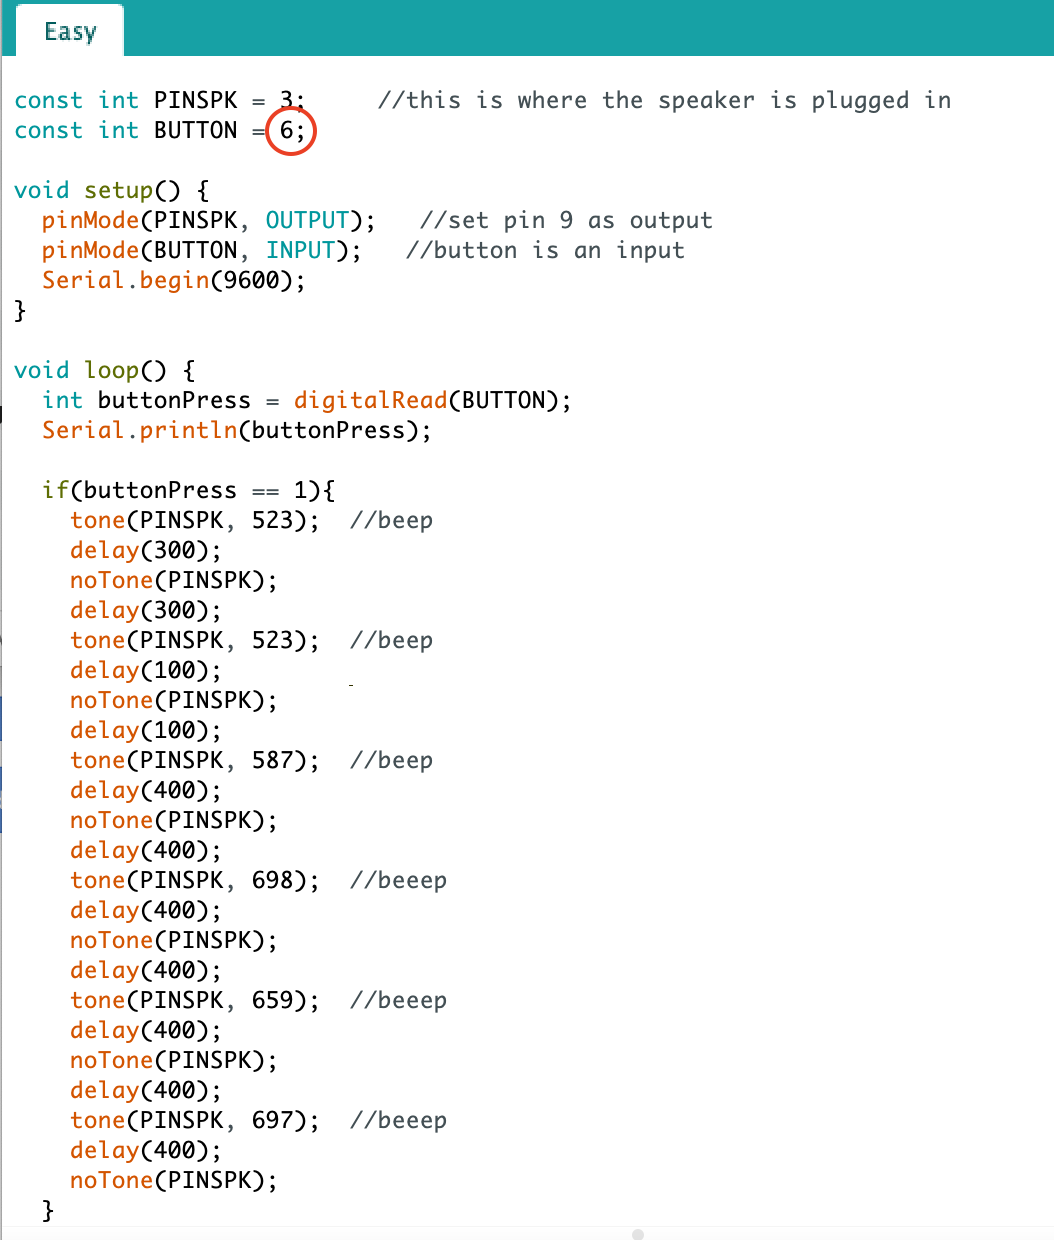 Easy
const int PINSPK = 3;     //this is where the speaker is plugged in
const int BUTTON = 6;
void setup() {
  pinMode(PINSPK, OUTPUT);   //set pin 9 as output
  pinMode(BUTTON, INPUT);   //button is an input
  Serial.begin(9600);
}
void loop() {
  int buttonPress = digitalRead(BUTTON);
  Serial.println(buttonPress);
  if(buttonPress == 1){
    tone(PINSPK, 523);  //beep
    delay(300);
    noTone(PINSPK);
    delay(300);
    tone(PINSPK, 523);  //beep
    delay(100);
    noTone(PINSPK);
    delay(100);
    tone(PINSPK, 587);  //beep
    delay(400);
    noTone(PINSPK);
    delay(400);
    tone(PINSPK, 698);  //beeep
    delay(400);
    noTone(PINSPK);
    delay(400);
    tone(PINSPK, 659);  //beeep
    delay(400);
    noTone(PINSPK);
    delay(400);
    tone(PINSPK, 697);  //beeep
    delay(400);
    noTone(PINSPK);
  }